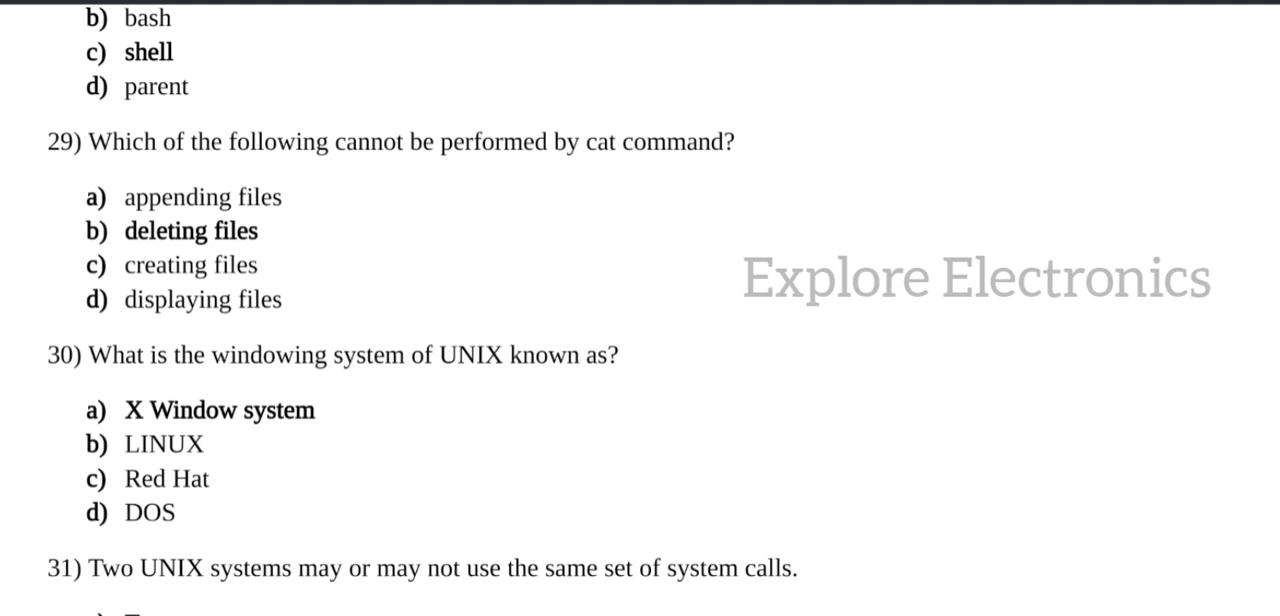 b) bash
c) shell
d) parent
29) Which of the following cannot be performed by cat command?
a) appending files
b) deleting files
c) creating files
d) displaying files
Explore Electronics
30) What is the windowing system of UNIX known as?
a) X Window system
b) LINUX
c) Red Hat
d) DOS
31) Two UNIX systems may or may not use the same set of system calls.